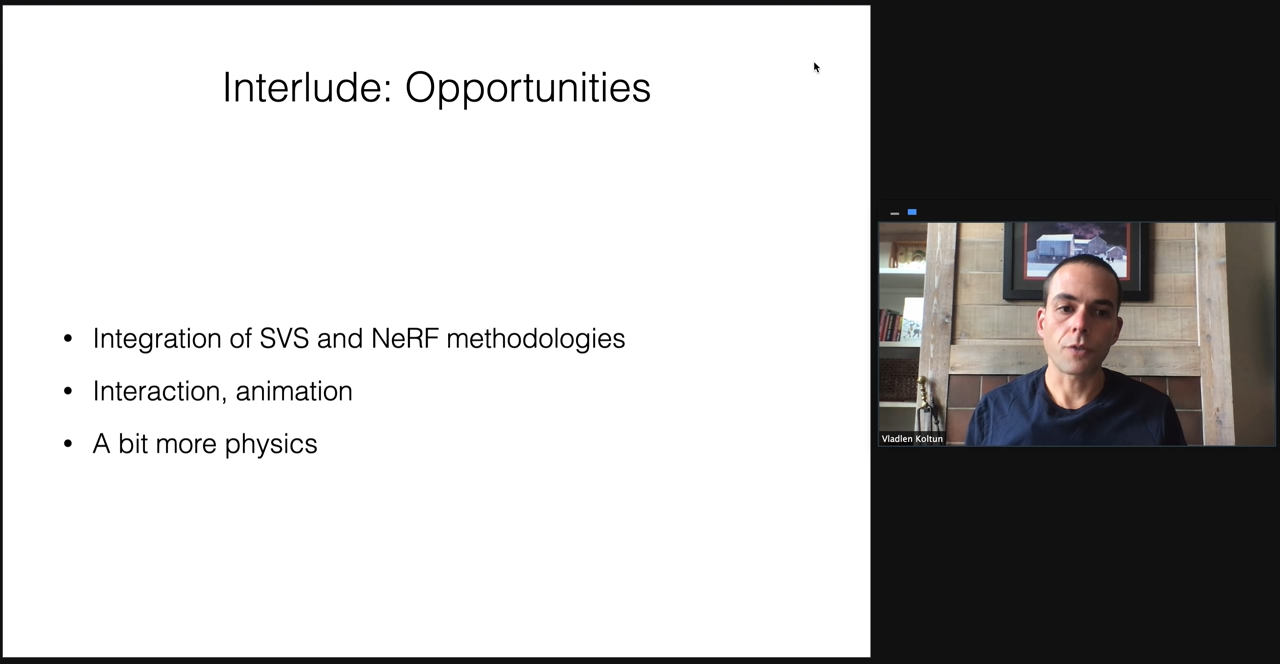 Interlude: Opportunities
• Integration of SVS and NeRF methodologies
• Interaction, animation
• A bit more physics
Vladlen Koltun